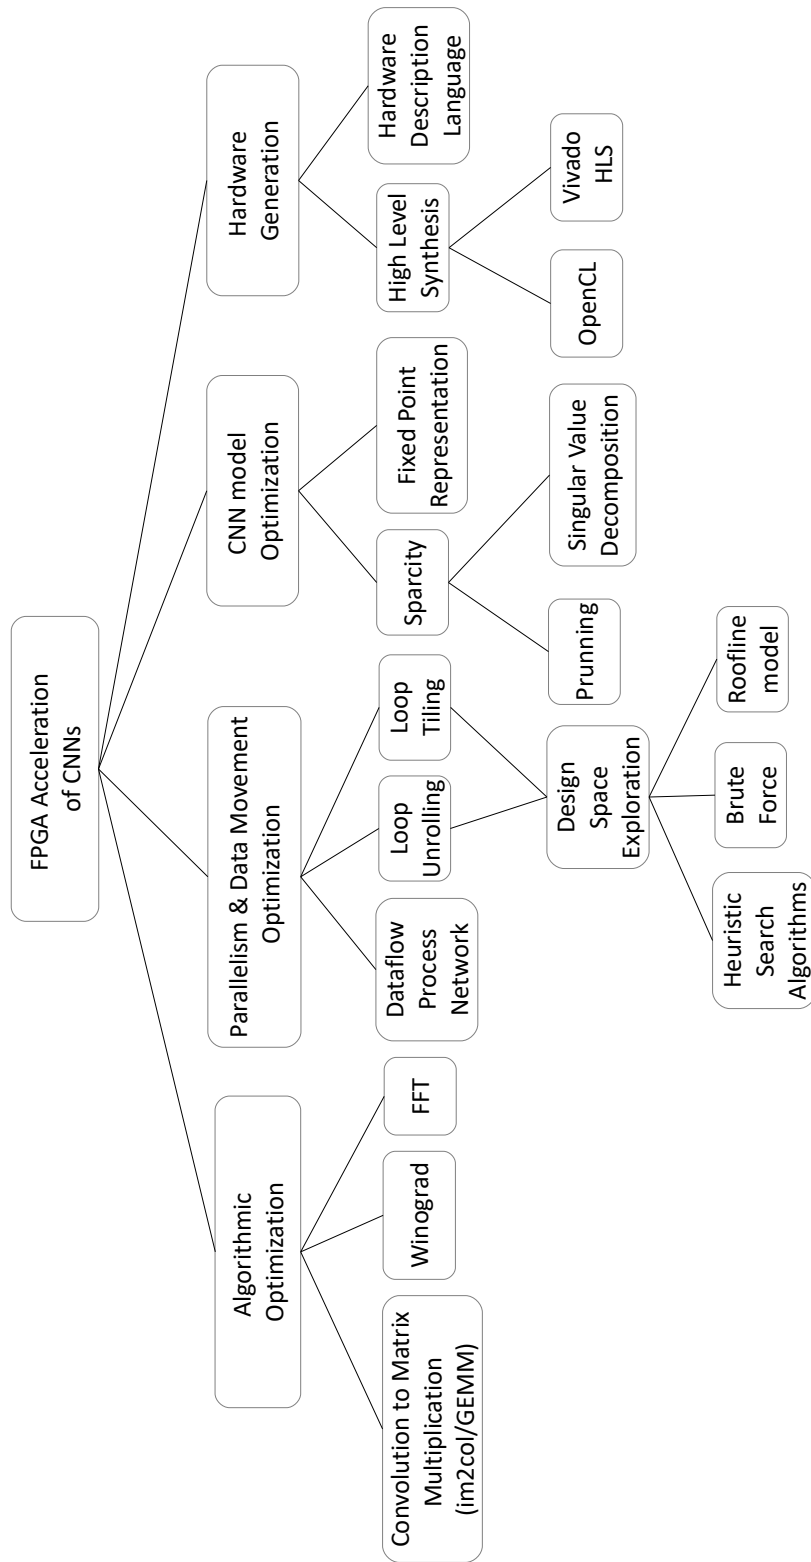 FPGA Acceleration
of CNNs
Algorithmic
Optimization
Parallelism & Data Movement
Optimization
CNN model
Optimization
Hardware
Generation
Convolution to Matrix
Multiplication
(im2col/GEMM)
Winograd
FFT
Dataflow
Process
Network
Loop
Unrolling
Loop
Tiling
Sparcity
Fixed Point
Representation
High Level
Synthesis
Hardware
Description
Language
Design
Space
Exploration
Prunning
Singular Value
Decomposition
OpenCL
Vivado
HLS
Heuristic
Search
Algorithms
Brute
Force
Roofline
model